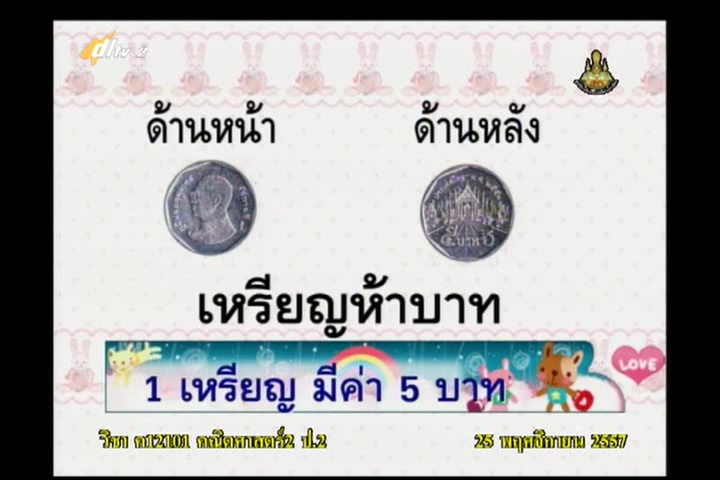 dltv 2
ด้านหน้า ด้านหลัง
เหรียญห้าบาท
1 เหรียญ มีค่า 5 บาท
LOVE
วิชา ค12101 คณิตศาสตร์2 ป.2 25 พฤศจิกายน 2557